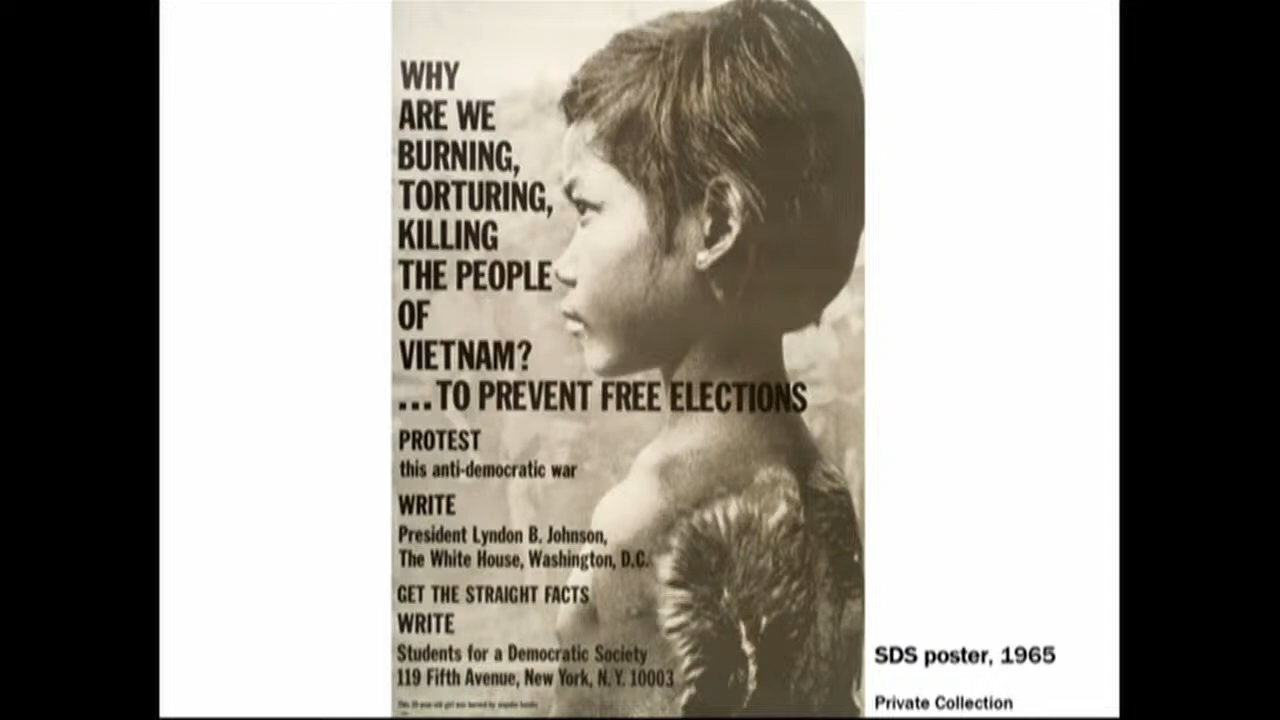 WHY
ARE WE
BURNING,
TORTURING,
KILLING
THE PEOPLE
OF
VIETNAM?
...TO PREVENT FREE ELECTIONS
PROTEST
this anti-democratic war
WRITE
President Lyndon B. Johnson,
The White House, Washington, D.C.
GET THE STRAIGHT FACTS
WRITE
Students for a Democratic Society
119 Fifth Avenue, New York, N.Y. 10003
SDS poster, 1965
Private Collection